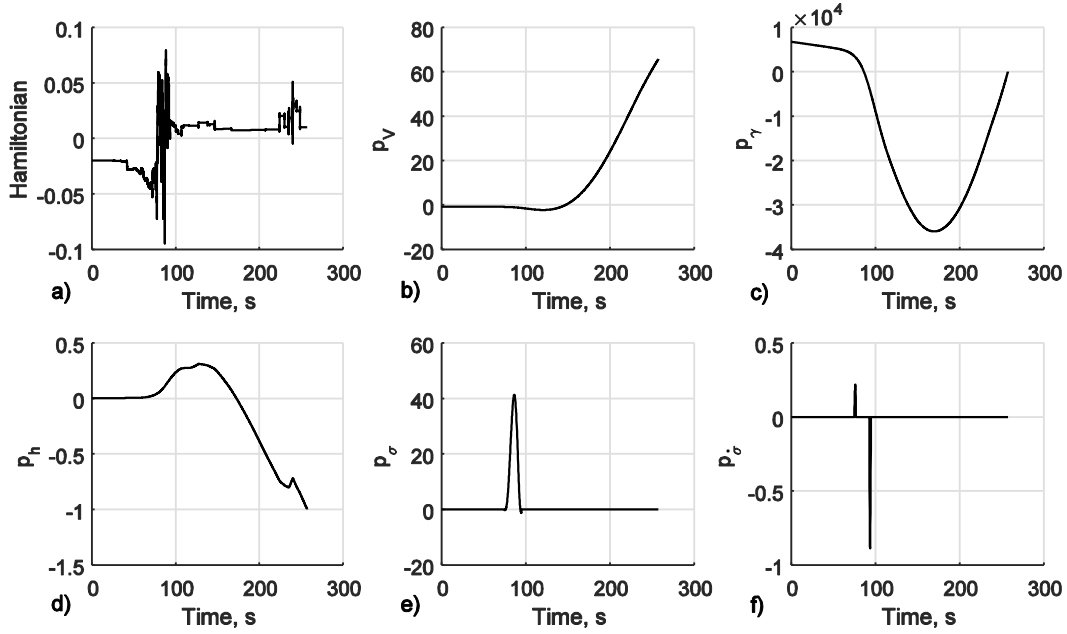 0.1
0.05
0
-0.05
-0.1
Hamiltonian
0 100 200 300
a)
Time, s
80
60
40
20
0
-20
p_V
0 100 200 300
b)
Time, s
×10⁴
1
0
-1
-2
-3
-4
p_γ
0 100 200 300
c)
Time, s
0.5
0
-0.5
-1
-1.5
p_h
0 100 200 300
d)
Time, s
60
40
20
0
-20
p_σ
0 100 200 300
e)
Time, s
0.5
0
-0.5
-1
p_σ̇
0 100 200 300
f)
Time, s